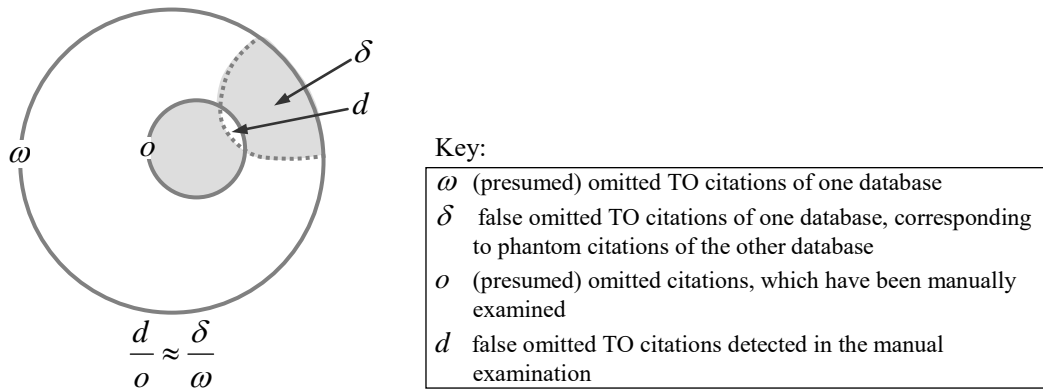 δ
d
ω
o
d/o ≈ δ/ω
Key:
ω (presumed) omitted TO citations of one database
δ false omitted TO citations of one database, corresponding
to phantom citations of the other database
o (presumed) omitted citations, which have been manually
examined
d false omitted TO citations detected in the manual
examination